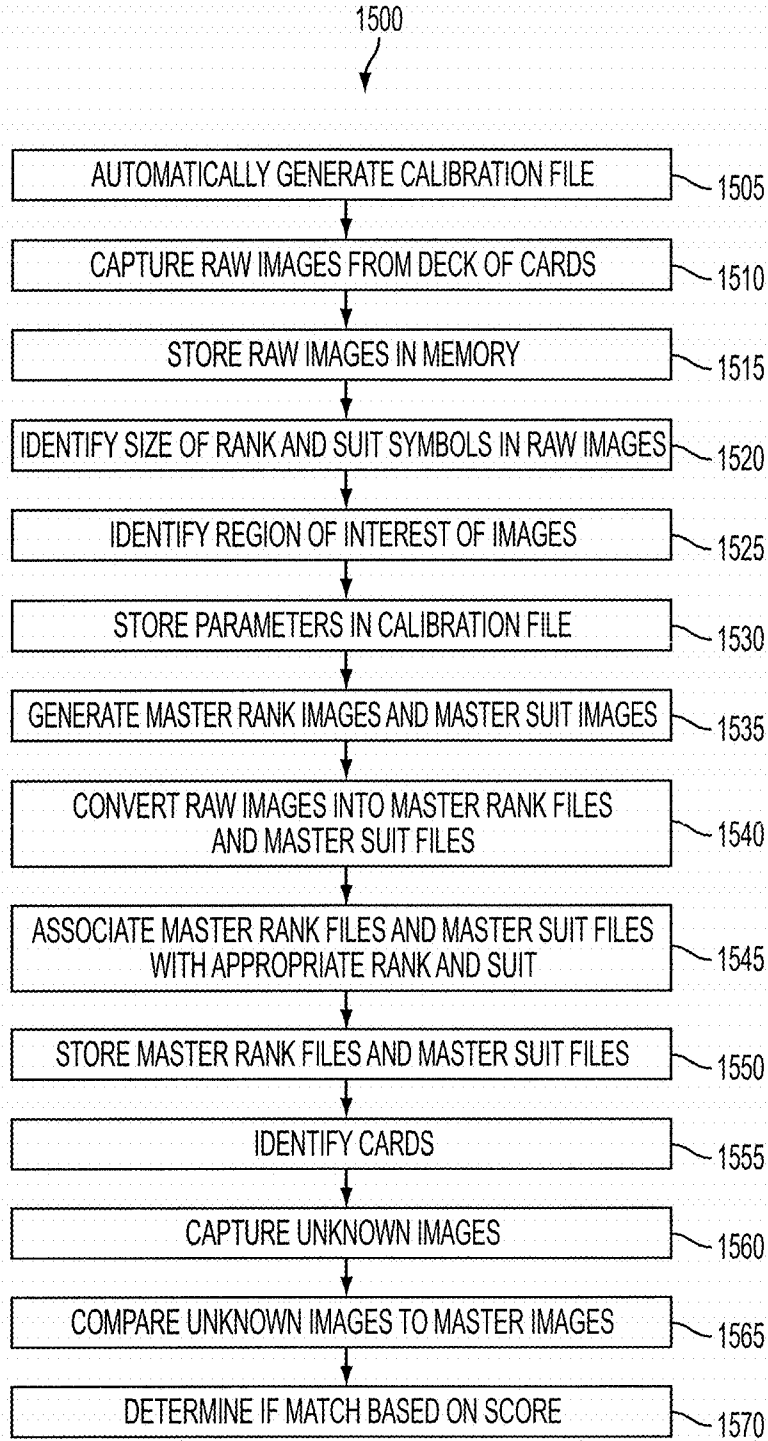 1500
AUTOMATICALLY GENERATE CALIBRATION FILE
1505
CAPTURE RAW IMAGES FROM DECK OF CARDS
1510
STORE RAW IMAGES IN MEMORY
1515
IDENTIFY SIZE OF RANK AND SUIT SYMBOLS IN RAW IMAGES
1520
IDENTIFY REGION OF INTEREST OF IMAGES
1525
STORE PARAMETERS IN CALIBRATION FILE
1530
GENERATE MASTER RANK IMAGES AND MASTER SUIT IMAGES
1535
CONVERT RAW IMAGES INTO MASTER RANK FILES
AND MASTER SUIT FILES
1540
ASSOCIATE MASTER RANK FILES AND MASTER SUIT FILES
WITH APPROPRIATE RANK AND SUIT
1545
STORE MASTER RANK FILES AND MASTER SUIT FILES
1550
IDENTIFY CARDS
1555
CAPTURE UNKNOWN IMAGES
1560
COMPARE UNKNOWN IMAGES TO MASTER IMAGES
1565
DETERMINE IF MATCH BASED ON SCORE
1570